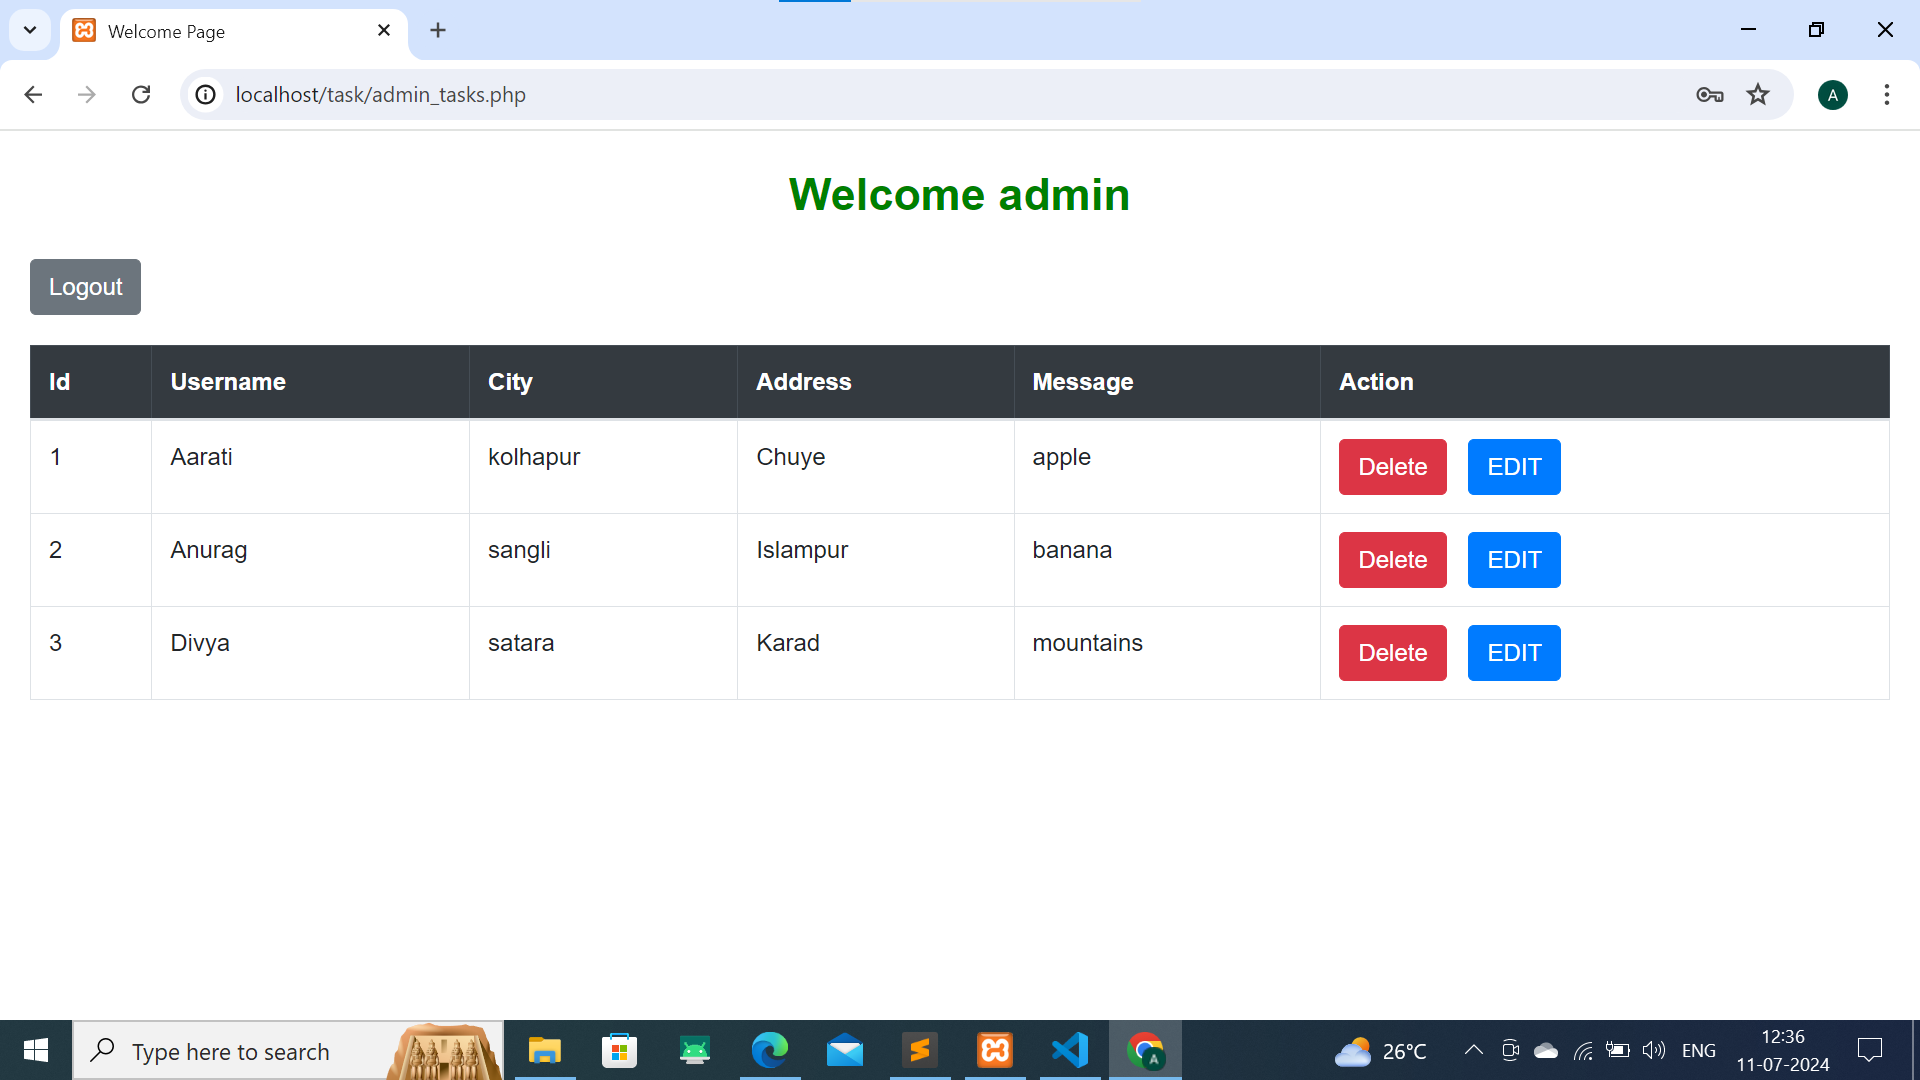 Welcome Page
localhost/task/admin_tasks.php
A
Welcome admin
Logout
Id Username City Address Message Action
1 Aarati kolhapur Chuye apple Delete EDIT
2 Anurag sangli Islampur banana Delete EDIT
3 Divya satara Karad mountains Delete EDIT
Type here to search
A
26°C
ENG
12:36
11-07-2024